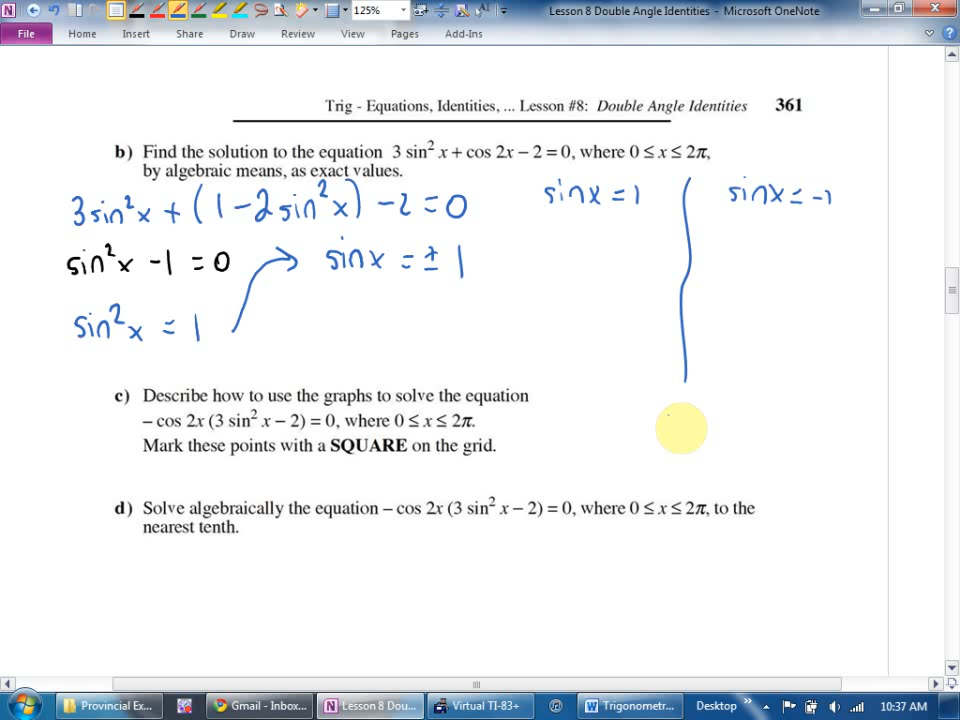 125%
Lesson 8 Double Angle Identities - Microsoft OneNote
File Home Insert Share Draw Review View Pages Add-Ins
Trig - Equations, Identities, ... Lesson #8: Double Angle Identities 361
b) Find the solution to the equation 3 sin² x + cos 2x − 2 = 0, where 0 ≤ x ≤ 2π,
by algebraic means, as exact values.
3sin²x + (1 − 2sin²x) − 2 = 0
sin x = 1
sin x = −1
sin²x − 1 = 0
sin x = ± 1
sin²x = 1
c) Describe how to use the graphs to solve the equation
− cos 2x (3 sin² x − 2) = 0, where 0 ≤ x ≤ 2π.
Mark these points with a SQUARE on the grid.
d) Solve algebraically the equation − cos 2x (3 sin² x − 2) = 0, where 0 ≤ x ≤ 2π, to the
nearest tenth.
Provincial Ex... Gmail - Inbox... Lesson 8 Dou... Virtual TI-83+ Trigonometr... Desktop » 10:37 AM